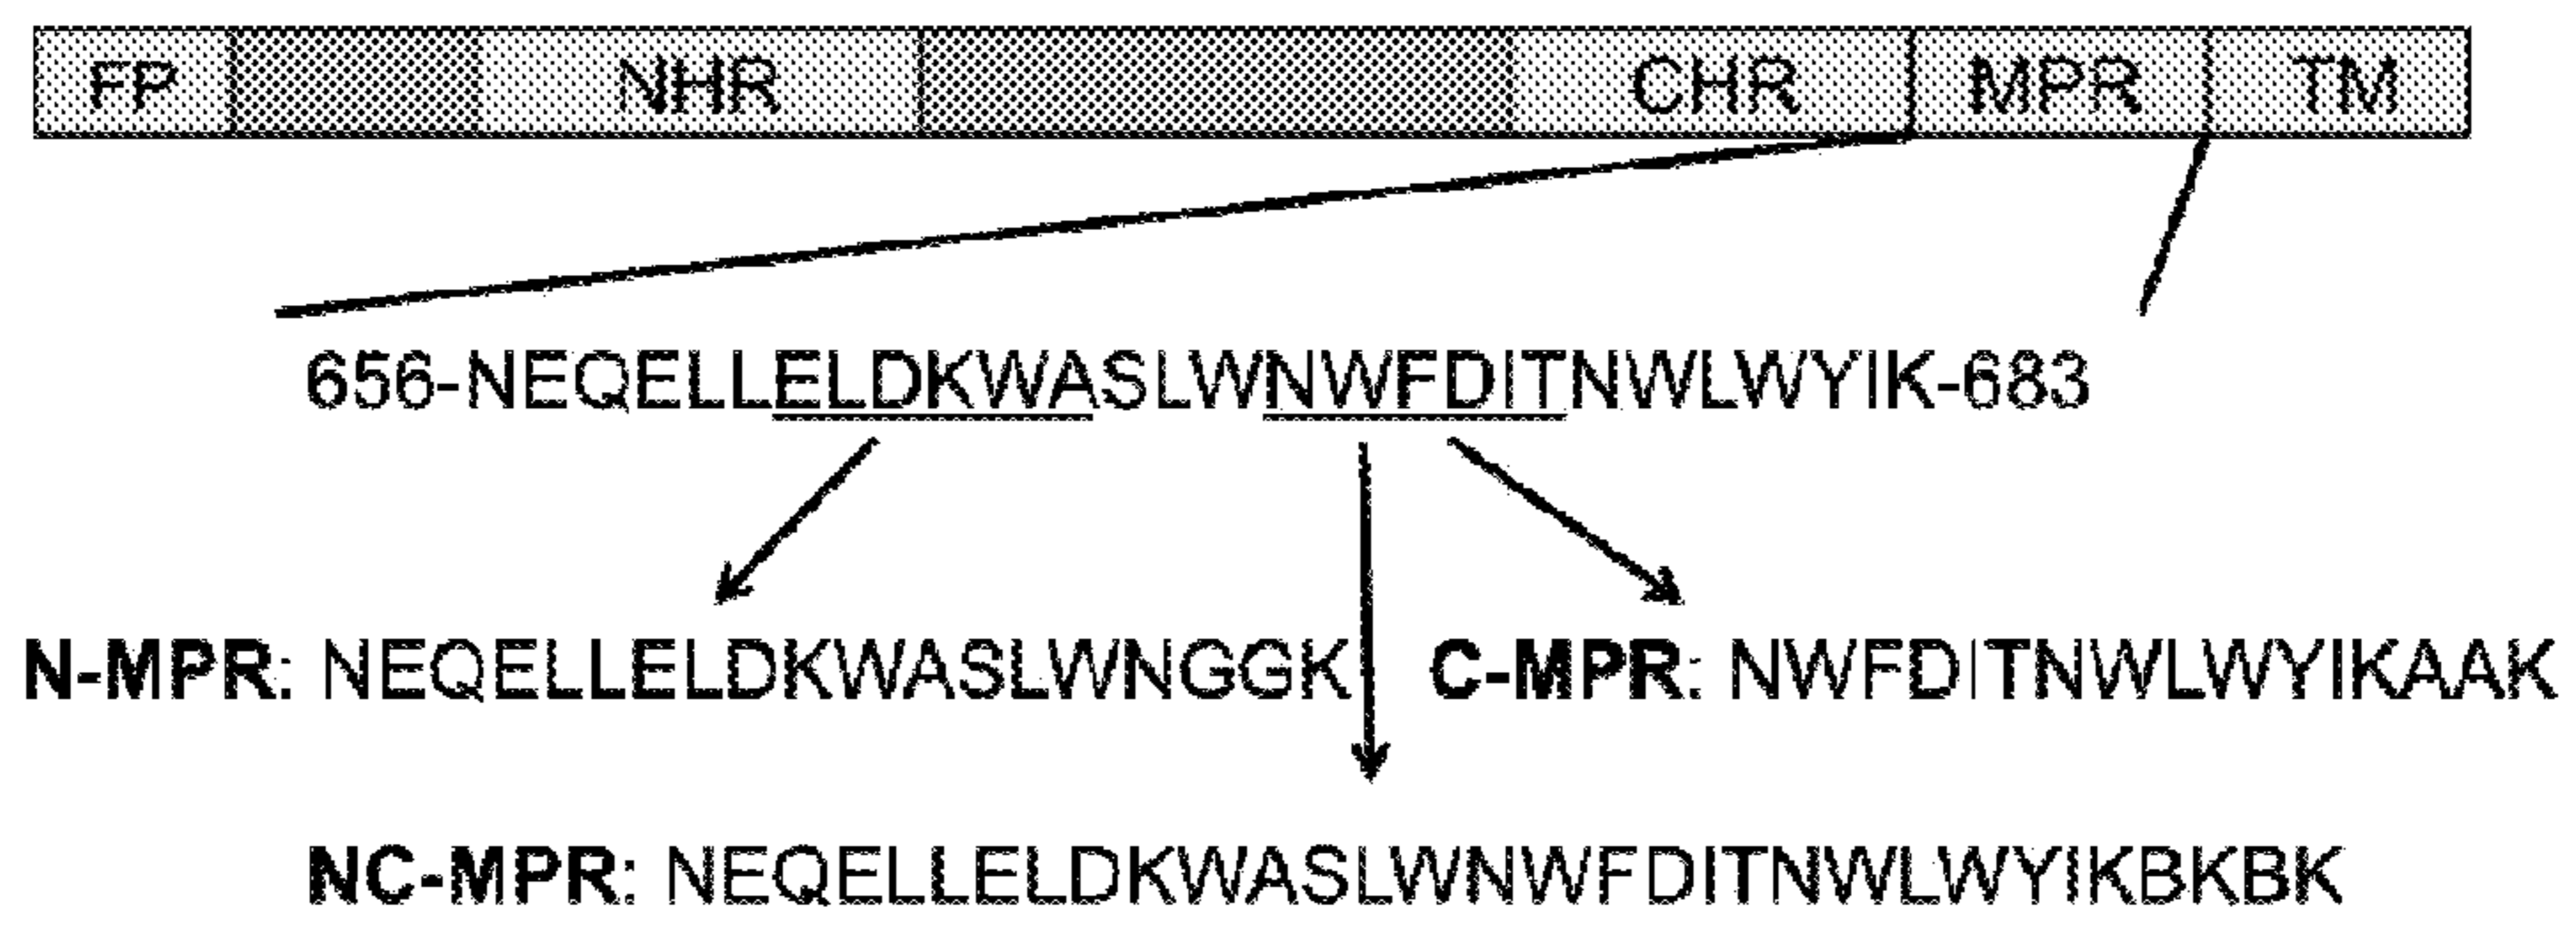 FP NHR CHR MPR TM
656-NEQELLELDKWASLWNWFDITNWLWYIK-683
N-MPR: NEQELLELDKWASLWNGGK C-MPR: NWFDITNWLWYIKAAK
NC-MPR: NEQELLELDKWASLWNWFDITNWLWYIKBKBK